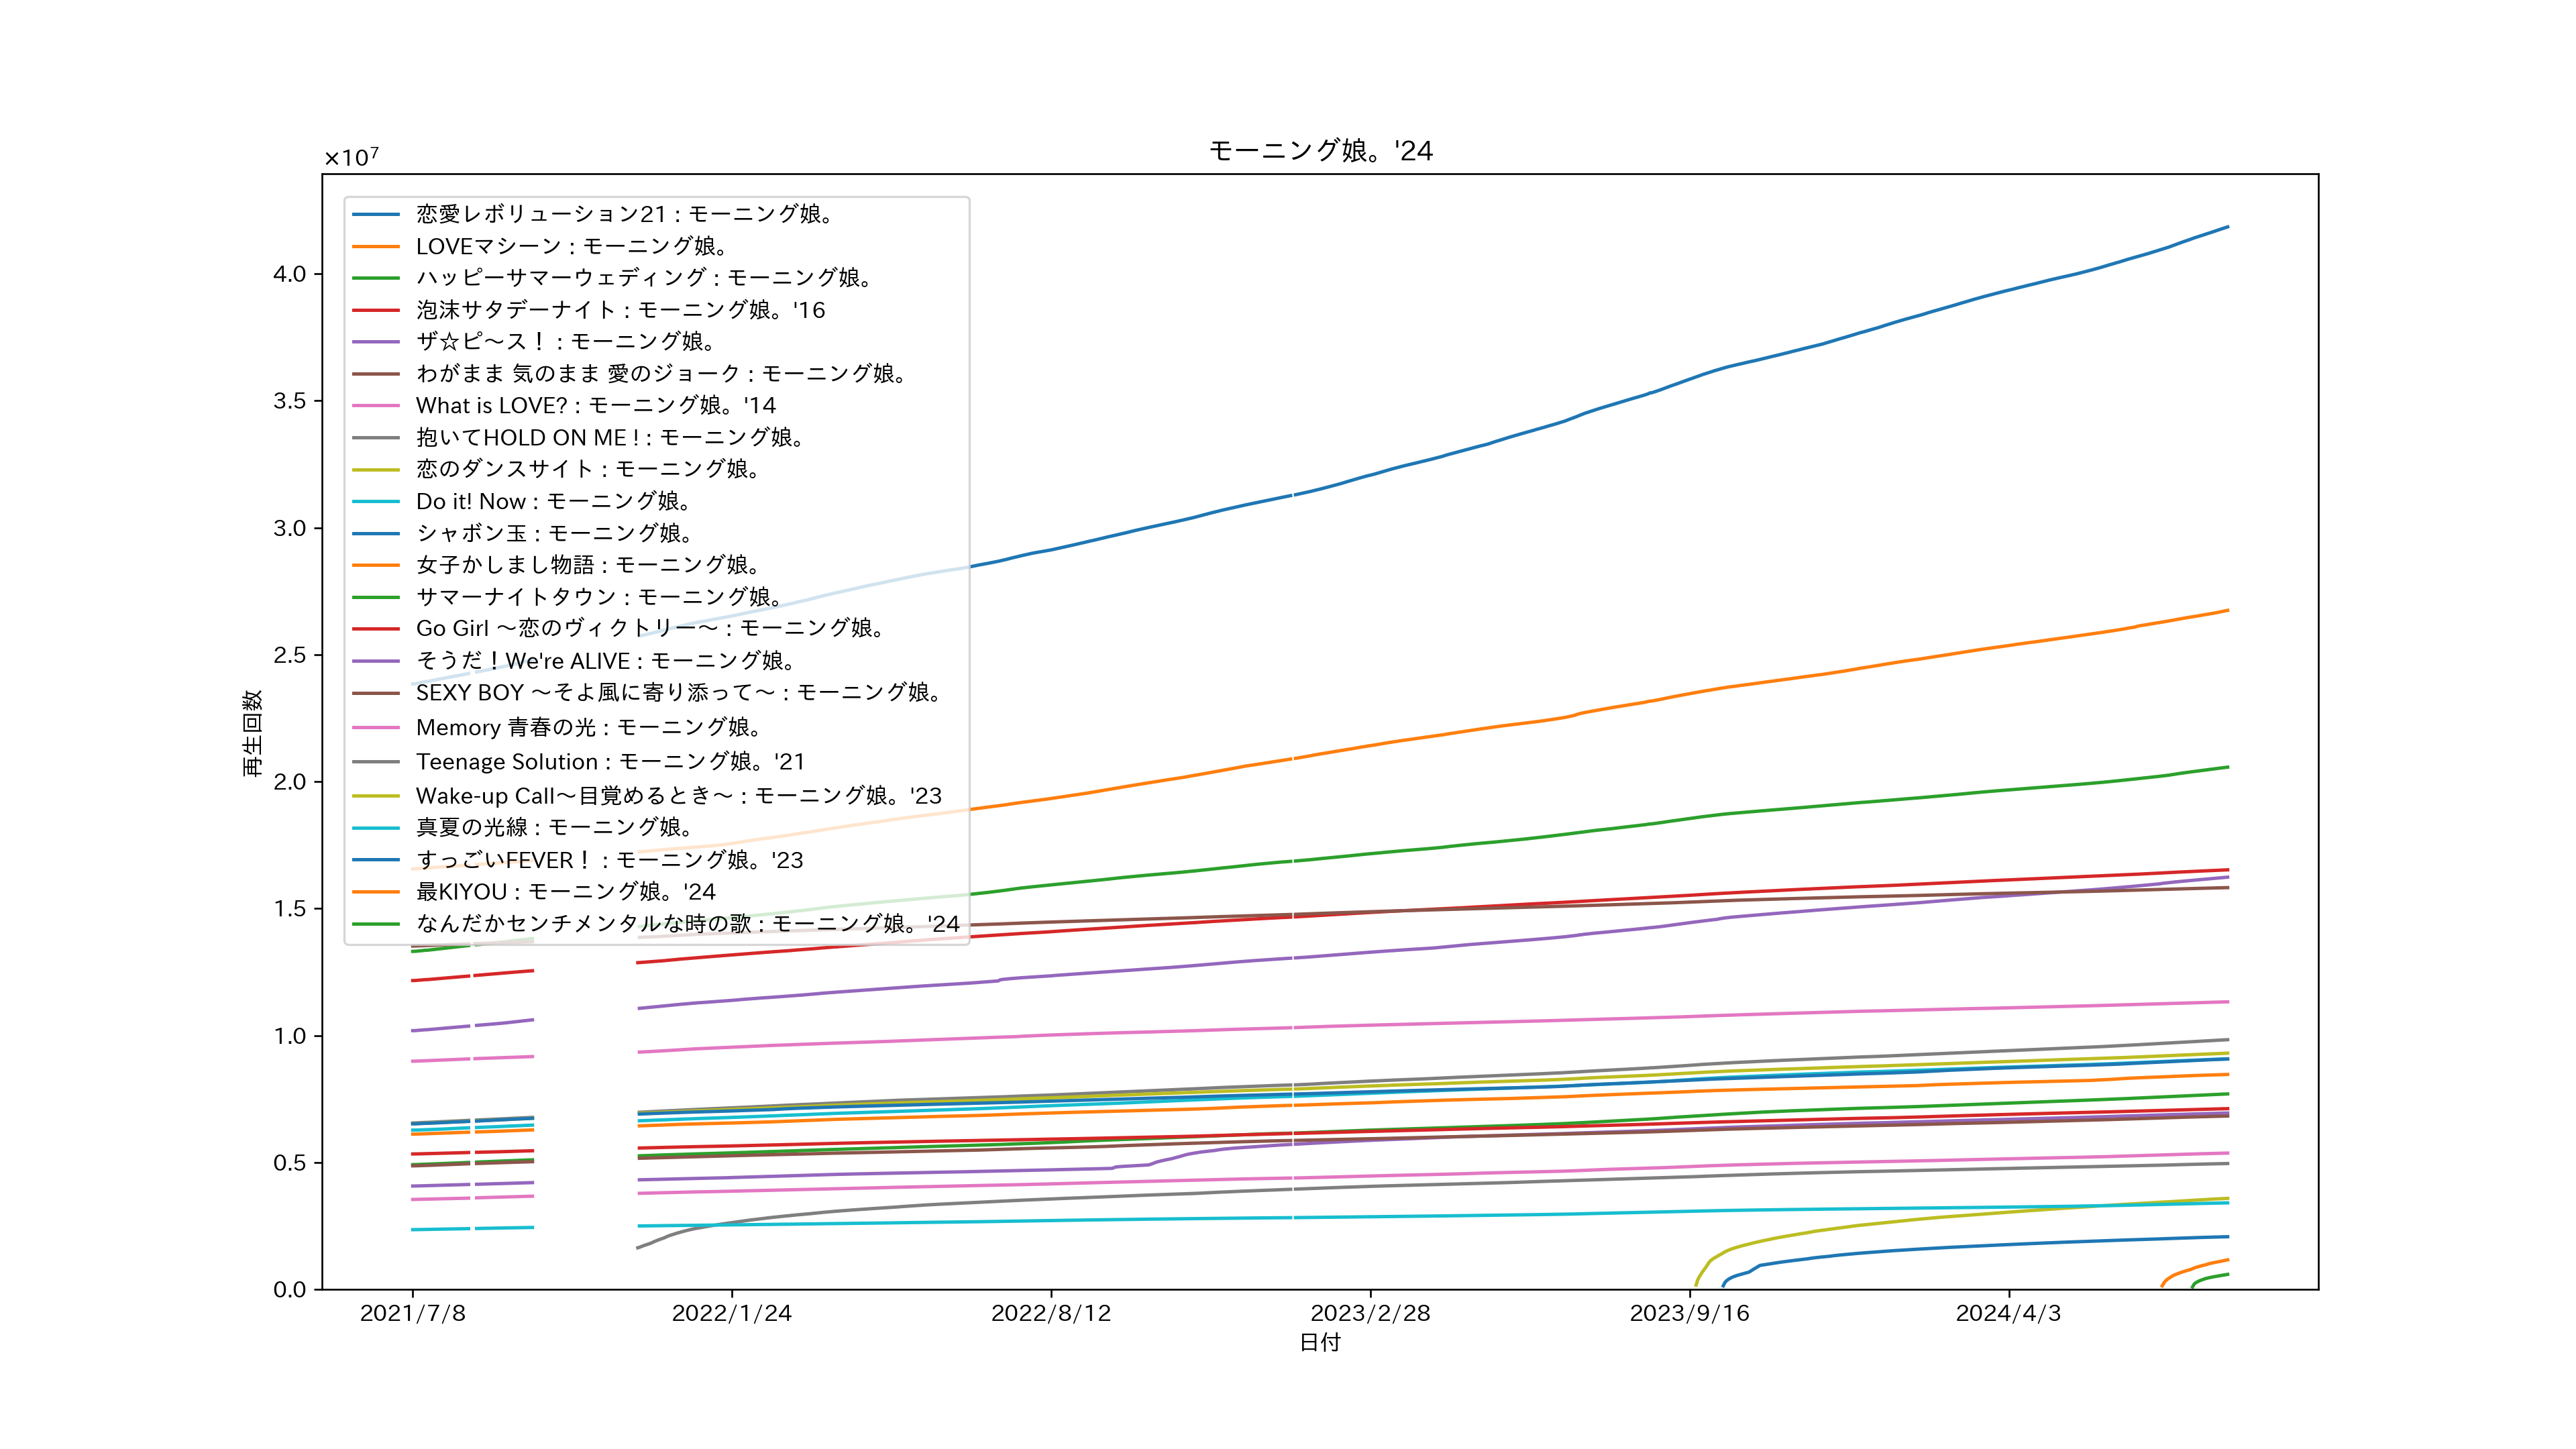 モーニング娘。'24
×10⁷
4.0
3.5
3.0
2.5
2.0
1.5
1.0
0.5
0.0
再生回数
恋愛レボリューション21 : モーニング娘。
LOVEマシーン : モーニング娘。
ハッピーサマーウェディング : モーニング娘。
泡沫サタデーナイト : モーニング娘。'16
ザ☆ピ〜ス！ : モーニング娘。
わがまま 気のまま 愛のジョーク : モーニング娘。
What is LOVE? : モーニング娘。'14
抱いてHOLD ON ME ! : モーニング娘。
恋のダンスサイト : モーニング娘。
Do it! Now : モーニング娘。
シャボン玉 : モーニング娘。
女子かしまし物語 : モーニング娘。
サマーナイトタウン : モーニング娘。
Go Girl 〜恋のヴィクトリー〜 : モーニング娘。
そうだ！We're ALIVE : モーニング娘。
SEXY BOY 〜そよ風に寄り添って〜 : モーニング娘。
Memory 青春の光 : モーニング娘。
Teenage Solution : モーニング娘。'21
Wake-up Call〜目覚めるとき〜 : モーニング娘。'23
真夏の光線 : モーニング娘。
すっごいFEVER！ : モーニング娘。'23
最KIYOU : モーニング娘。'24
なんだかセンチメンタルな時の歌 : モーニング娘。'24
2021/7/8
2022/1/24
2022/8/12
2023/2/28
2023/9/16
2024/4/3
日付